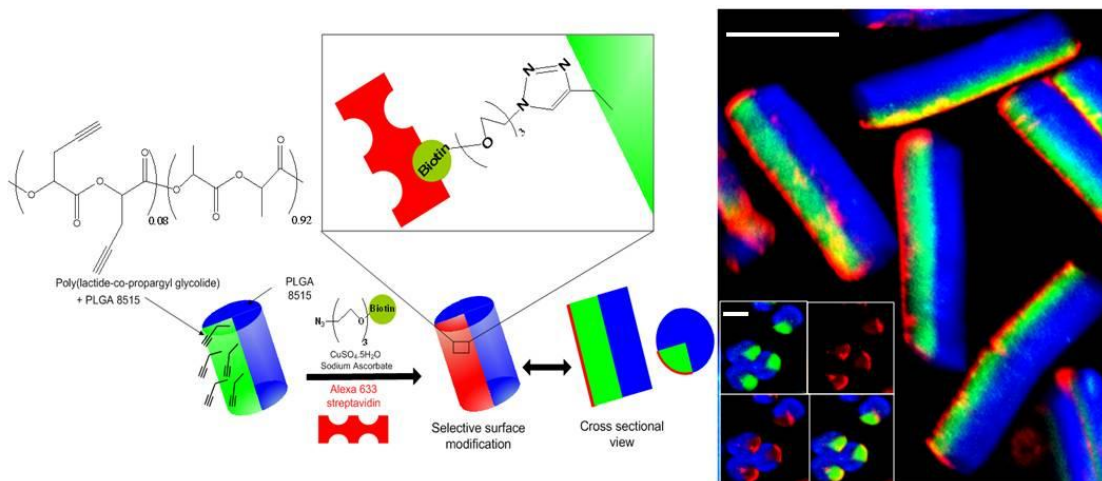 N
N
N
3
O
Biotin
O
O
O
O
O
O
O
O
0.08
0.92
Poly(lactide-co-propargyl glycolide)
+ PLGA 8515
PLGA
8515
Biotin
N3
O
3
CuSO4.5H2O
Sodium Ascorbate
Alexa 633
streptavidin
Selective surface
modification
Cross sectional
view